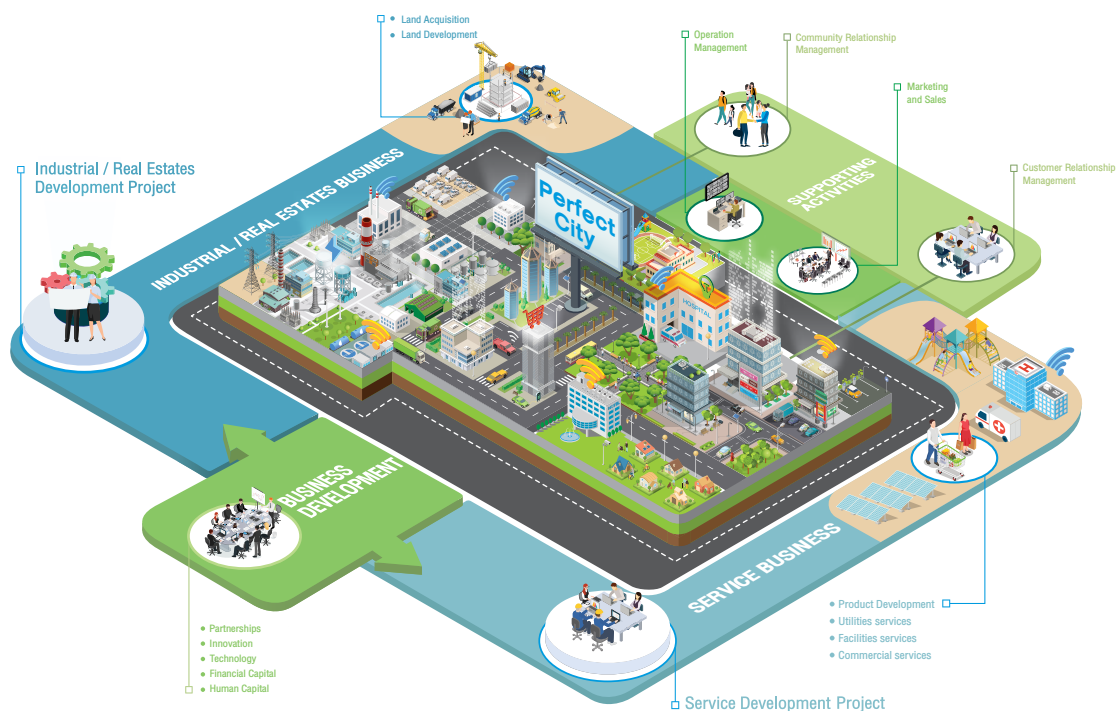 Land Acquisition
Land Development
Operation
Management
Community Relationship
Management
Marketing
and Sales
Customer Relationship
Management
Industrial / Real Estates
Development Project
INDUSTRIAL / REAL ESTATES BUSINESS
SUPPORTING
ACTIVITIES
Perfect
City
HOSPITAL
H
BUSINESS
DEVELOPMENT
SERVICE BUSINESS
Partnerships
Innovation
Technology
Financial Capital
Human Capital
Product Development
Utilities services
Facilities services
Commercial services
Service Development Project